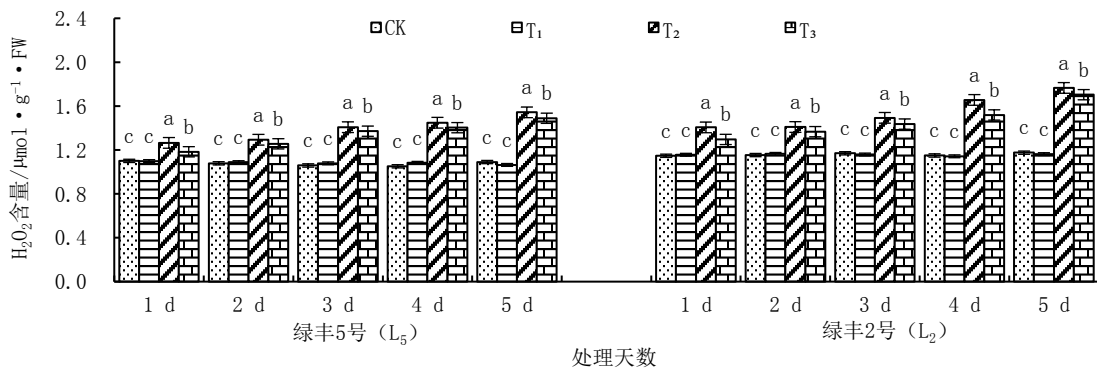 H₂O₂含量/μmol·g⁻¹·FW
2.4
2.0
1.6
1.2
0.8
0.4
0.0
CK T₁ T₂ T₃
c c a b c c a b c c a b c c a b c c a b c c a b c c a b c c a b c c a b c c a b
1 d 2 d 3 d 4 d 5 d 1 d 2 d 3 d 4 d 5 d
绿丰5号（L₅） 绿丰2号（L₂）
处理天数